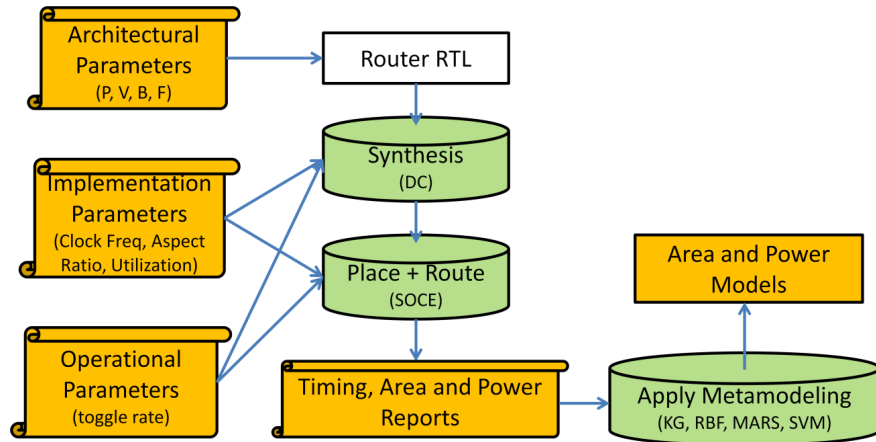 Architectural
Parameters
(P, V, B, F)
Router RTL
Synthesis
(DC)
Implementation
Parameters
(Clock Freq, Aspect
Ratio, Utilization)
Place + Route
(SOCE)
Area and Power
Models
Operational
Parameters
(toggle rate)
Timing, Area and Power
Reports
Apply Metamodeling
(KG, RBF, MARS, SVM)